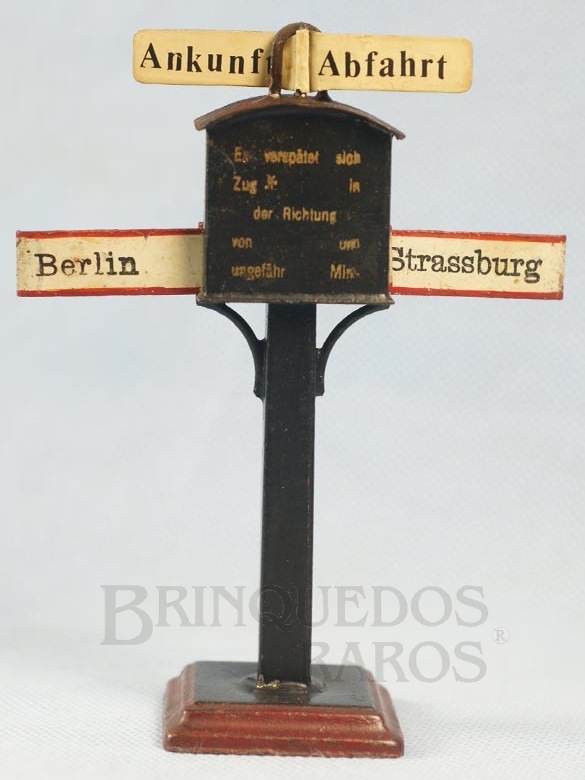 Ankunft Abfahrt
Es verspätet sich
Zug № in
der Richtung
von um
ungefähr Min.
Berlin Strassburg
BRINQUEDOS
RAROS ®